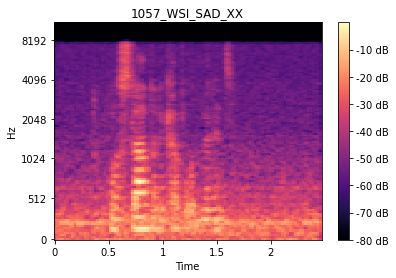 1057_WSI_SAD_XX
8192
4096
2048
1024
512
0
Hz
0
0.5
1
1.5
2
Time
-10 dB
-20 dB
-30 dB
-40 dB
-50 dB
-60 dB
-70 dB
-80 dB